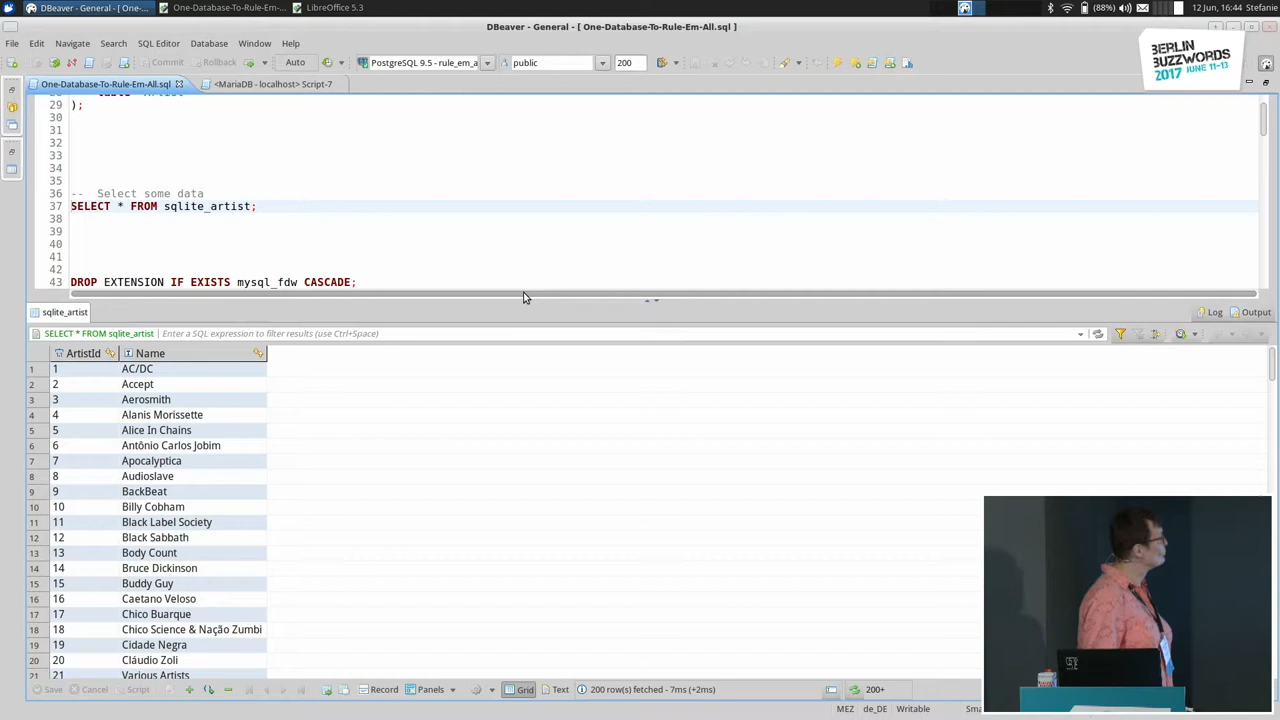 DBeaver - General - [ One-...
One-Database-To-Rule-Em-...
LibreOffice 5.3
(88%)
12 Jun, 16:44 Stefanie
DBeaver - General - [ One-Database-To-Rule-Em-All.sql ]
File Edit Navigate Search SQL Editor Database Window Help
Commit Rollback Auto PostgreSQL 9.5 - rule_em_a public 200
BERLIN
BUZZWORDS
2017 JUNE 11-13
One-Database-To-Rule-Em-All.sql
<MariaDB - localhost> Script-7
29 );
30
31
32
33
34
35
36 -- Select some data
37 SELECT * FROM sqlite_artist;
38
39
40
41
42
43 DROP EXTENSION IF EXISTS mysql_fdw CASCADE;
sqlite_artist
Log Output
SELECT * FROM sqlite_artist Enter a SQL expression to filter results (use Ctrl+Space)
ArtistId Name
1 1 AC/DC
2 2 Accept
3 3 Aerosmith
4 4 Alanis Morissette
5 5 Alice In Chains
6 6 Antônio Carlos Jobim
7 7 Apocalyptica
8 8 Audioslave
9 9 BackBeat
10 10 Billy Cobham
11 11 Black Label Society
12 12 Black Sabbath
13 13 Body Count
14 14 Bruce Dickinson
15 15 Buddy Guy
16 16 Caetano Veloso
17 17 Chico Buarque
18 18 Chico Science & Nação Zumbi
19 19 Cidade Negra
20 20 Cláudio Zoli
21 21 Various Artists
Save Cancel Script Record Panels Grid Text 200 row(s) fetched - 7ms (+2ms) 200+
MEZ de_DE Writable